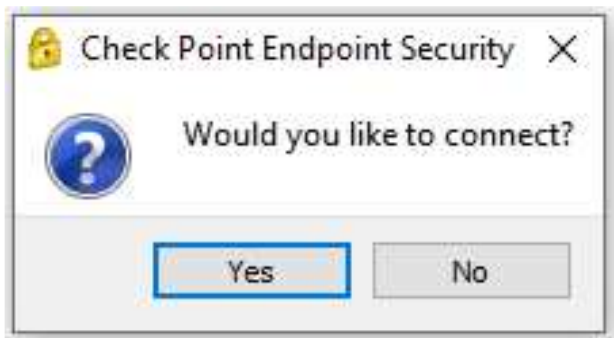 Check Point Endpoint Security
Would you like to connect?
Yes
No